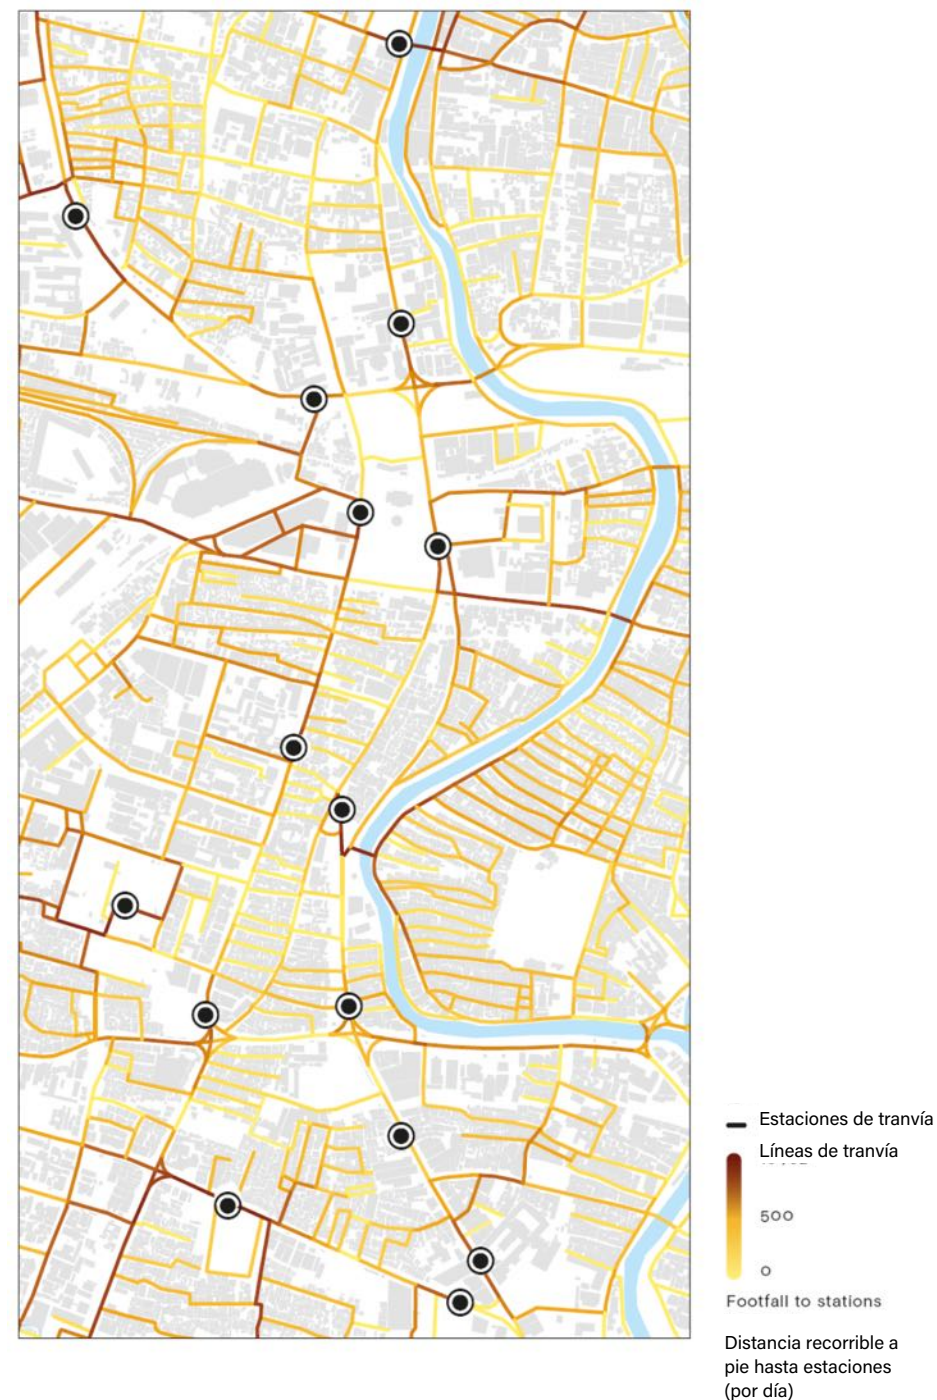 Estaciones de tranvía
Líneas de tranvía
500
0
Footfall to stations
Distancia recorrible a
pie hasta estaciones
(por día)